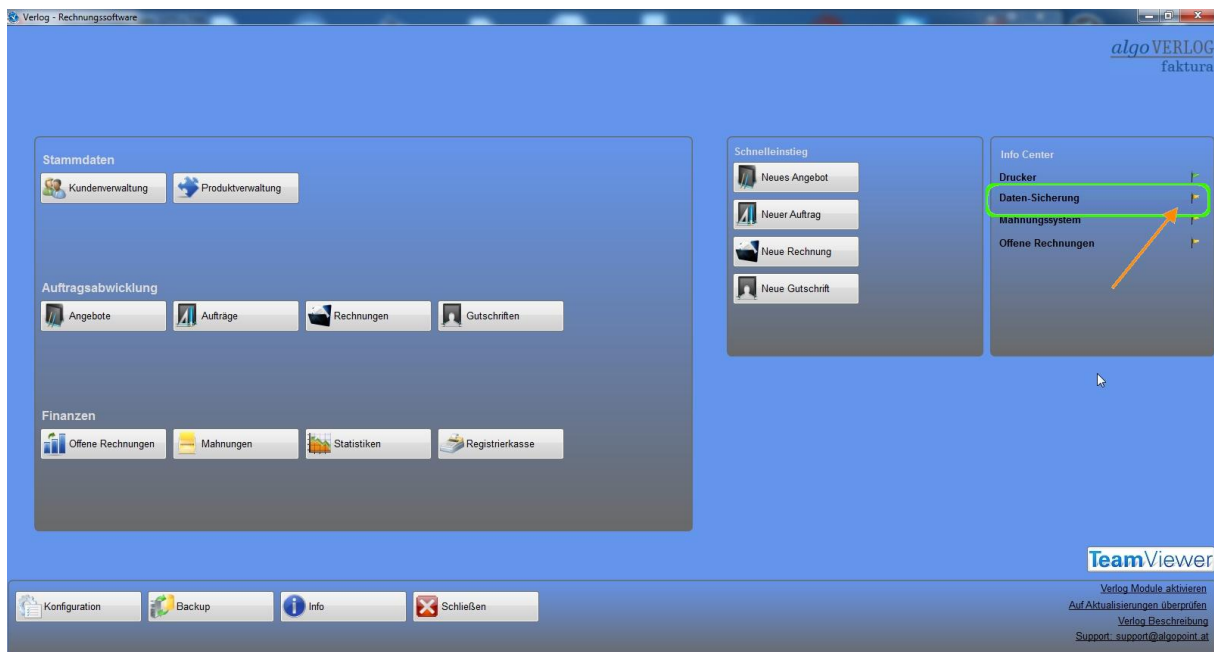 Verlog - Rechnungssoftware
algo VERLOG
faktura
Stammdaten
Kundenverwaltung
Produktverwaltung
Auftragsabwicklung
Angebote
Aufträge
Rechnungen
Gutschriften
Finanzen
Offene Rechnungen
Mahnungen
Statistiken
Registrierkasse
Schnelleinstieg
Neues Angebot
Neuer Auftrag
Neue Rechnung
Neue Gutschrift
Info Center
Drucker
Daten-Sicherung
Mahnungssystem
Offene Rechnungen
TeamViewer
Konfiguration
Backup
Info
Schließen
Verlog Module aktivieren
Auf Aktualisierungen überprüfen
Verlog Beschreibung
Support: support@algopoint.at